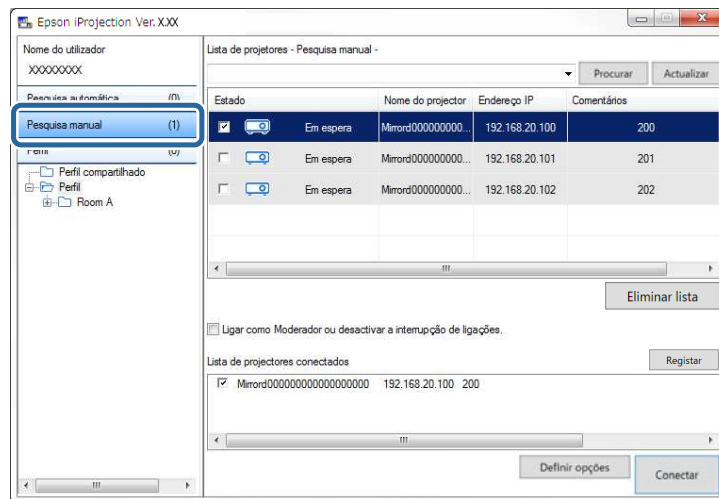 Epson iProjection Ver. X.XX
Nome do utilizador
XXXXXXXX
Pesquisa automática (0)
Pesquisa manual (1)
Perfil (0)
Perfil compartilhado
Perfil
Room A
Lista de projetores - Pesquisa manual -
Procurar Actualizar
Estado Nome do projector Endereço IP Comentários
Em espera Mirrord000000000... 192.168.20.100 200
Em espera Mirrord000000000... 192.168.20.101 201
Em espera Mirrord000000000... 192.168.20.102 202
Eliminar lista
Ligar como Moderador ou desactivar a interrupção de ligações.
Lista de projectores conectados Registar
Mirrord000000000000000000 192.168.20.100 200
Definir opções Conectar